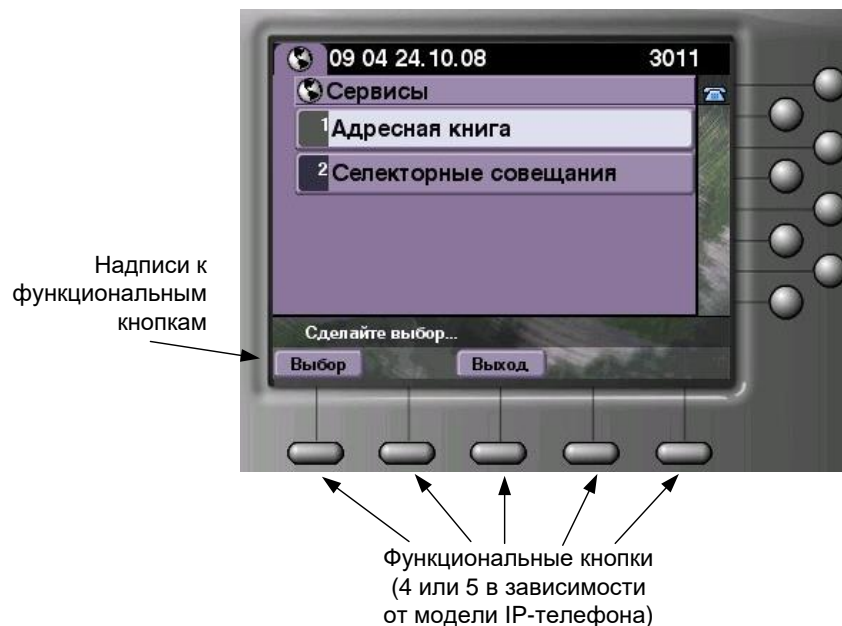 09 04 24.10.08 3011
Сервисы
1 Адресная книга
2 Селекторные совещания
Надписи к
функциональным
кнопкам
Сделайте выбор...
Выбор Выход
Функциональные кнопки
(4 или 5 в зависимости
от модели IP-телефона)